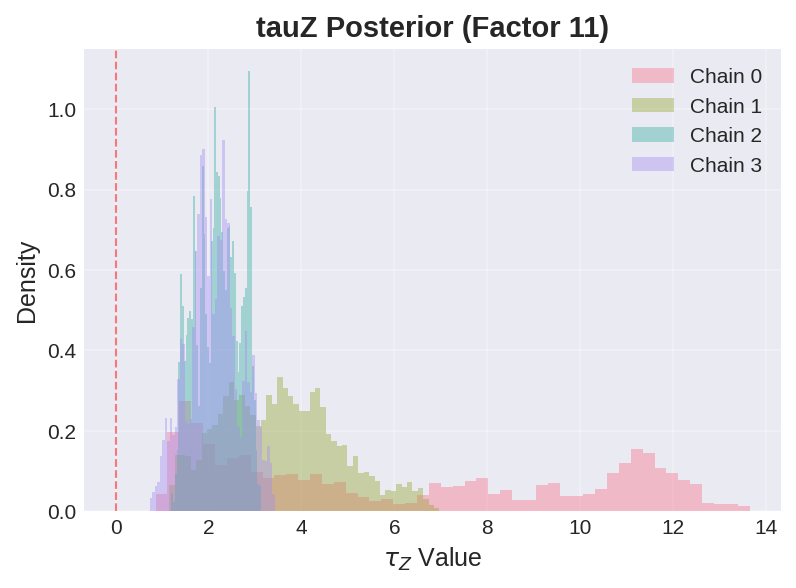 tauZ Posterior (Factor 11)
Chain 0
Chain 1
Chain 2
Chain 3
Density
1.0
0.8
0.6
0.4
0.2
0.0
0 2 4 6 8 10 12 14
τ_Z Value